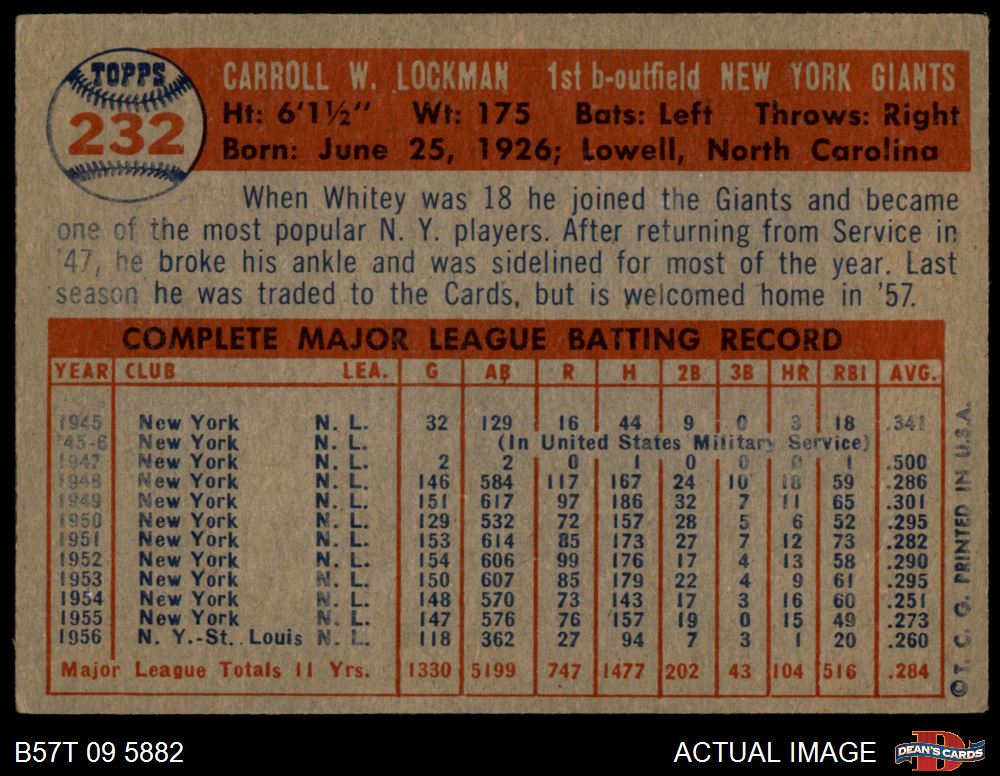 TOPPS
232
CARROLL W. LOCKMAN 1st b-outfield NEW YORK GIANTS
Ht: 6'1½" Wt: 175 Bats: Left Throws: Right
Born: June 25, 1926; Lowell, North Carolina
When Whitey was 18 he joined the Giants and became
one of the most popular N. Y. players. After returning from Service in
'47, he broke his ankle and was sidelined for most of the year. Last
season he was traded to the Cards, but is welcomed home in '57.
COMPLETE MAJOR LEAGUE BATTING RECORD
YEAR CLUB LEA. G AB R H 2B 3B HR RBI AVG.
1945 New York N. L. 32 129 16 44 9 0 3 18 .341
'45-6 New York N. L. (In United States Military Service)
1947 New York N. L. 2 2 0 1 0 0 0 1 .500
1948 New York N. L. 146 584 117 167 24 10 18 59 .286
1949 New York N. L. 151 617 97 186 32 7 11 65 .301
1950 New York N. L. 129 532 72 157 28 5 6 52 .295
1951 New York N. L. 153 614 85 173 27 7 12 73 .282
1952 New York N. L. 154 606 99 176 17 4 13 58 .290
1953 New York N. L. 150 607 85 179 22 4 9 61 .295
1954 New York N. L. 148 570 73 143 17 3 16 60 .251
1955 New York N. L. 147 576 76 157 19 0 15 49 .273
1956 N. Y.-St. Louis N. L. 118 362 27 94 7 3 1 20 .260
Major League Totals 11 Yrs. 1330 5199 747 1477 202 43 104 516 .284
©T. C. G. PRINTED IN U.S.A.
B57T 09 5882
ACTUAL IMAGE
DEAN'S CARDS